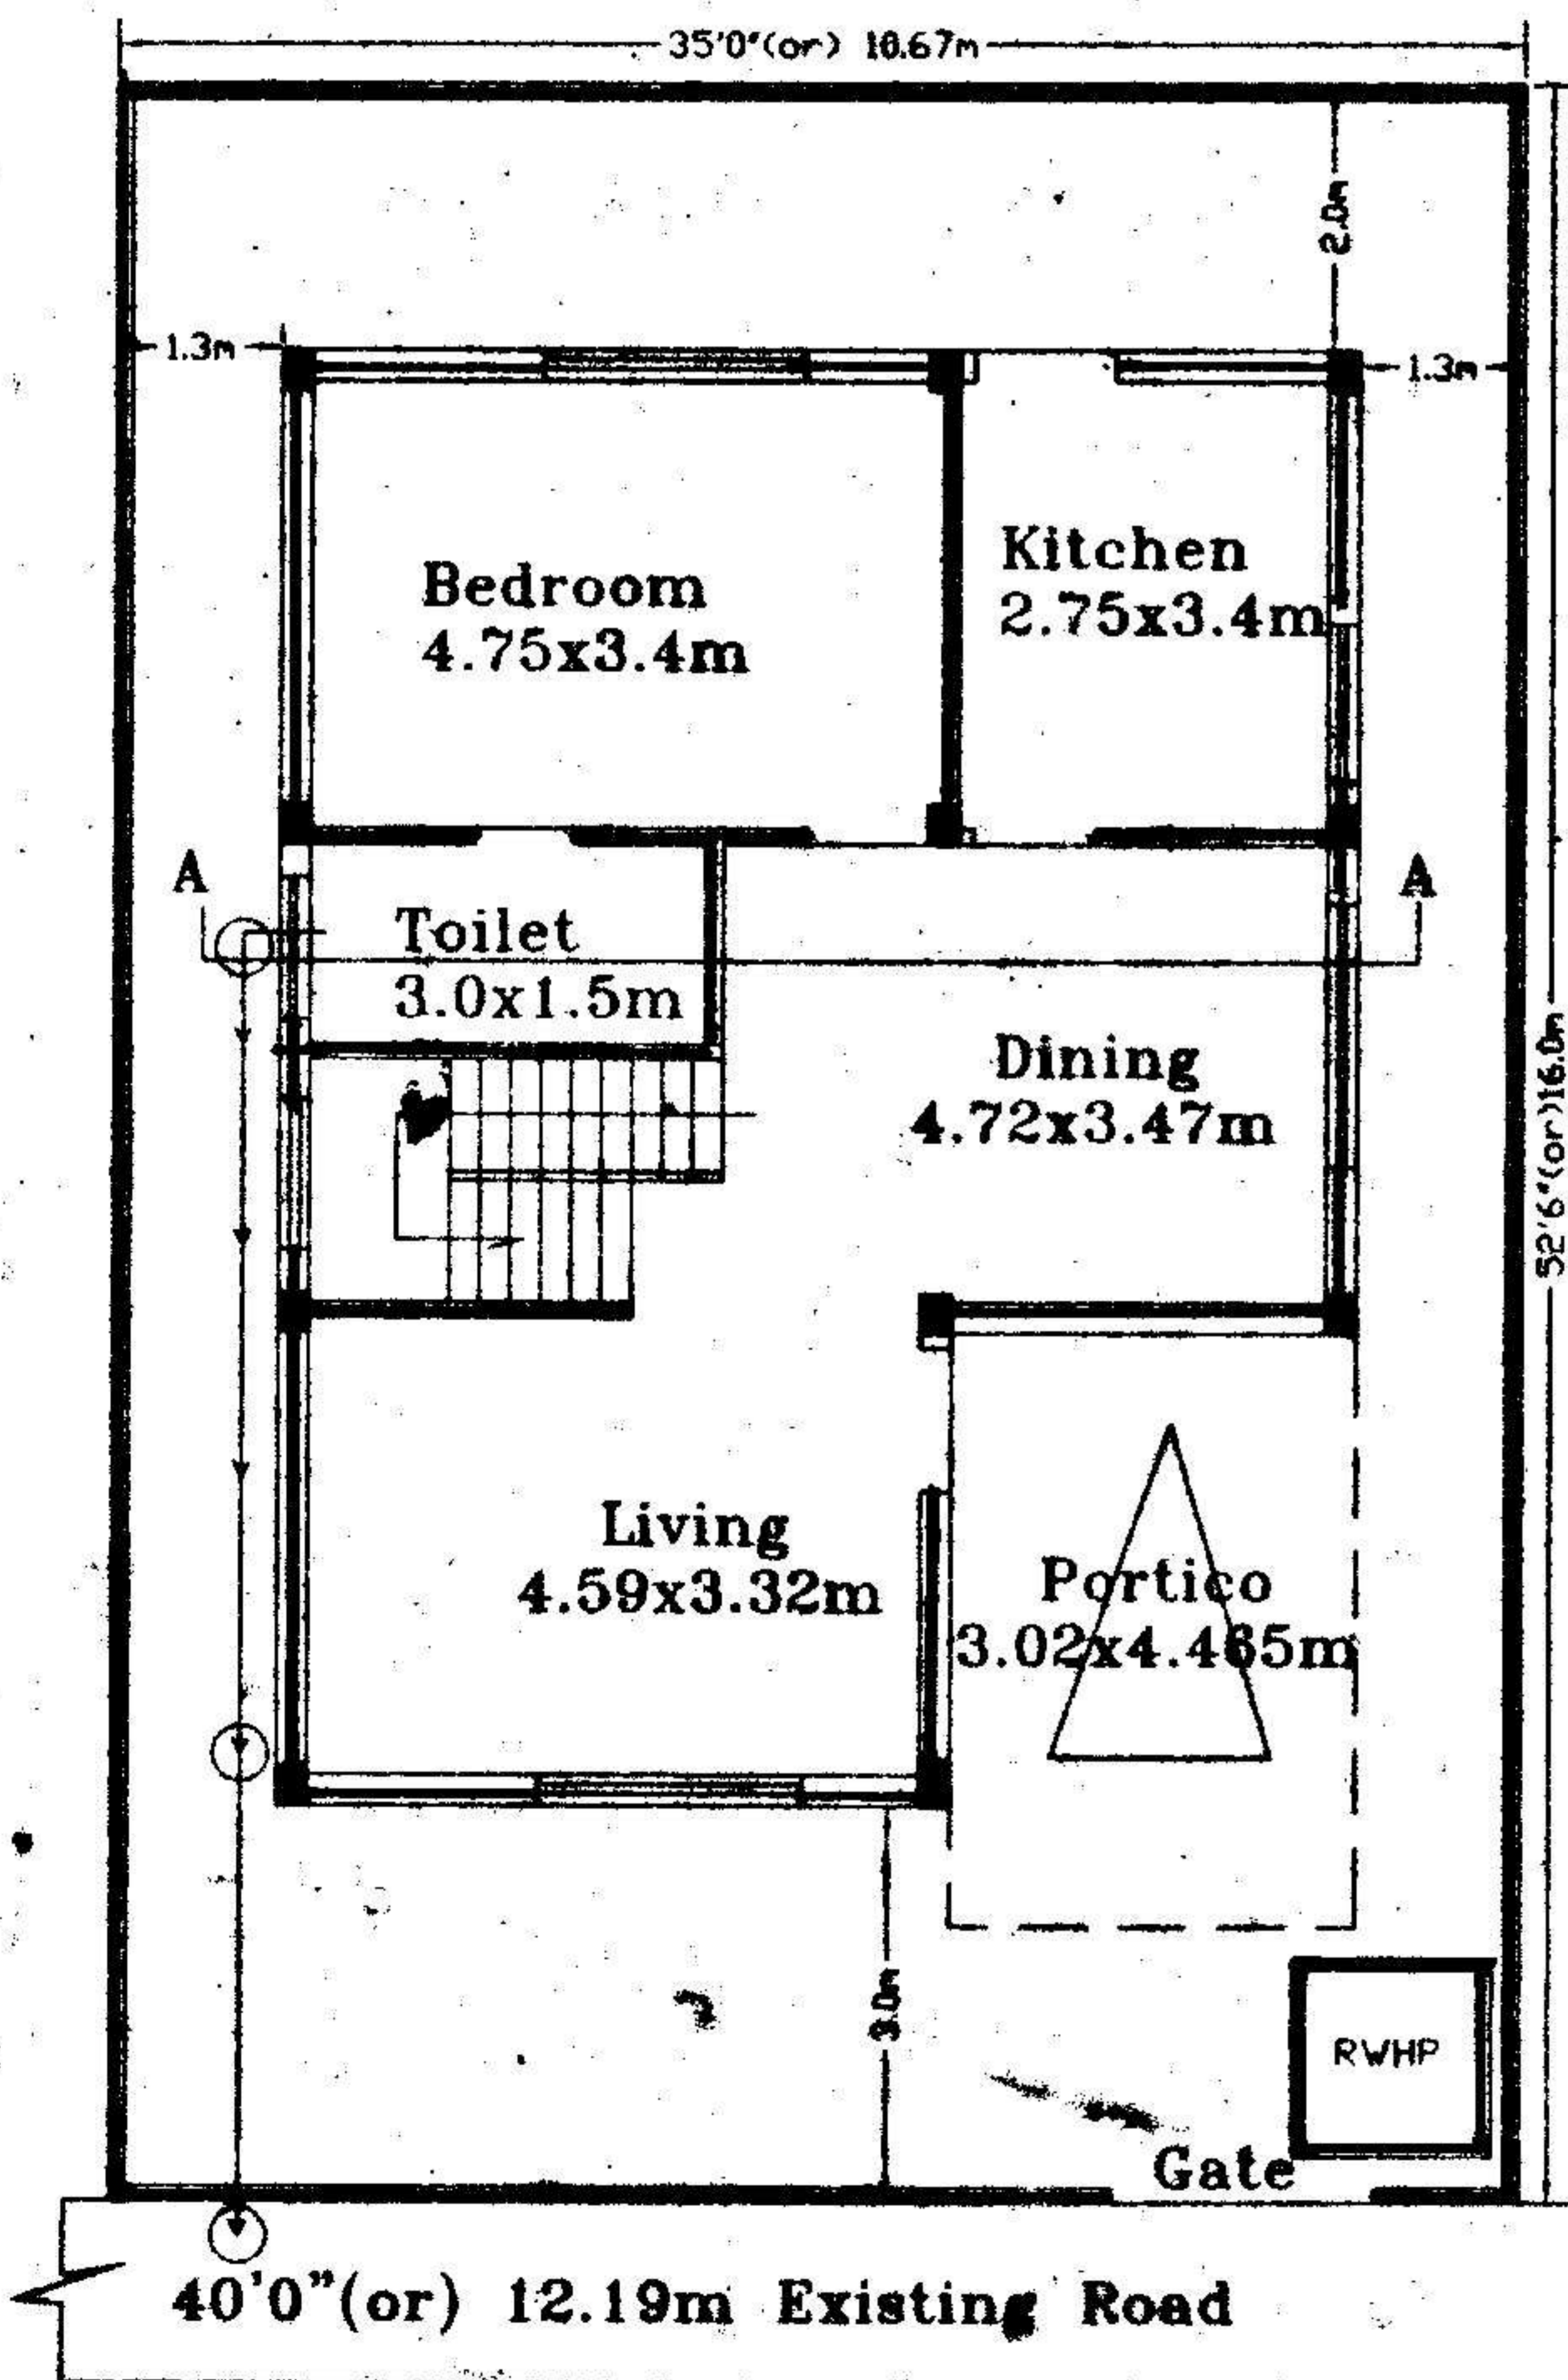 35'0"(or) 10.67m
2.0m
1.3m
1.3m
Kitchen
2.75x3.4m
Bedroom
4.75x3.4m
A
A
Toilet
3.0x1.5m
Dining
4.72x3.47m
52'6"(or)16.0m
Living
4.59x3.32m
Portico
3.02x4.465m
3.0m
RWHP
Gate
40'0"(or) 12.19m Existing Road